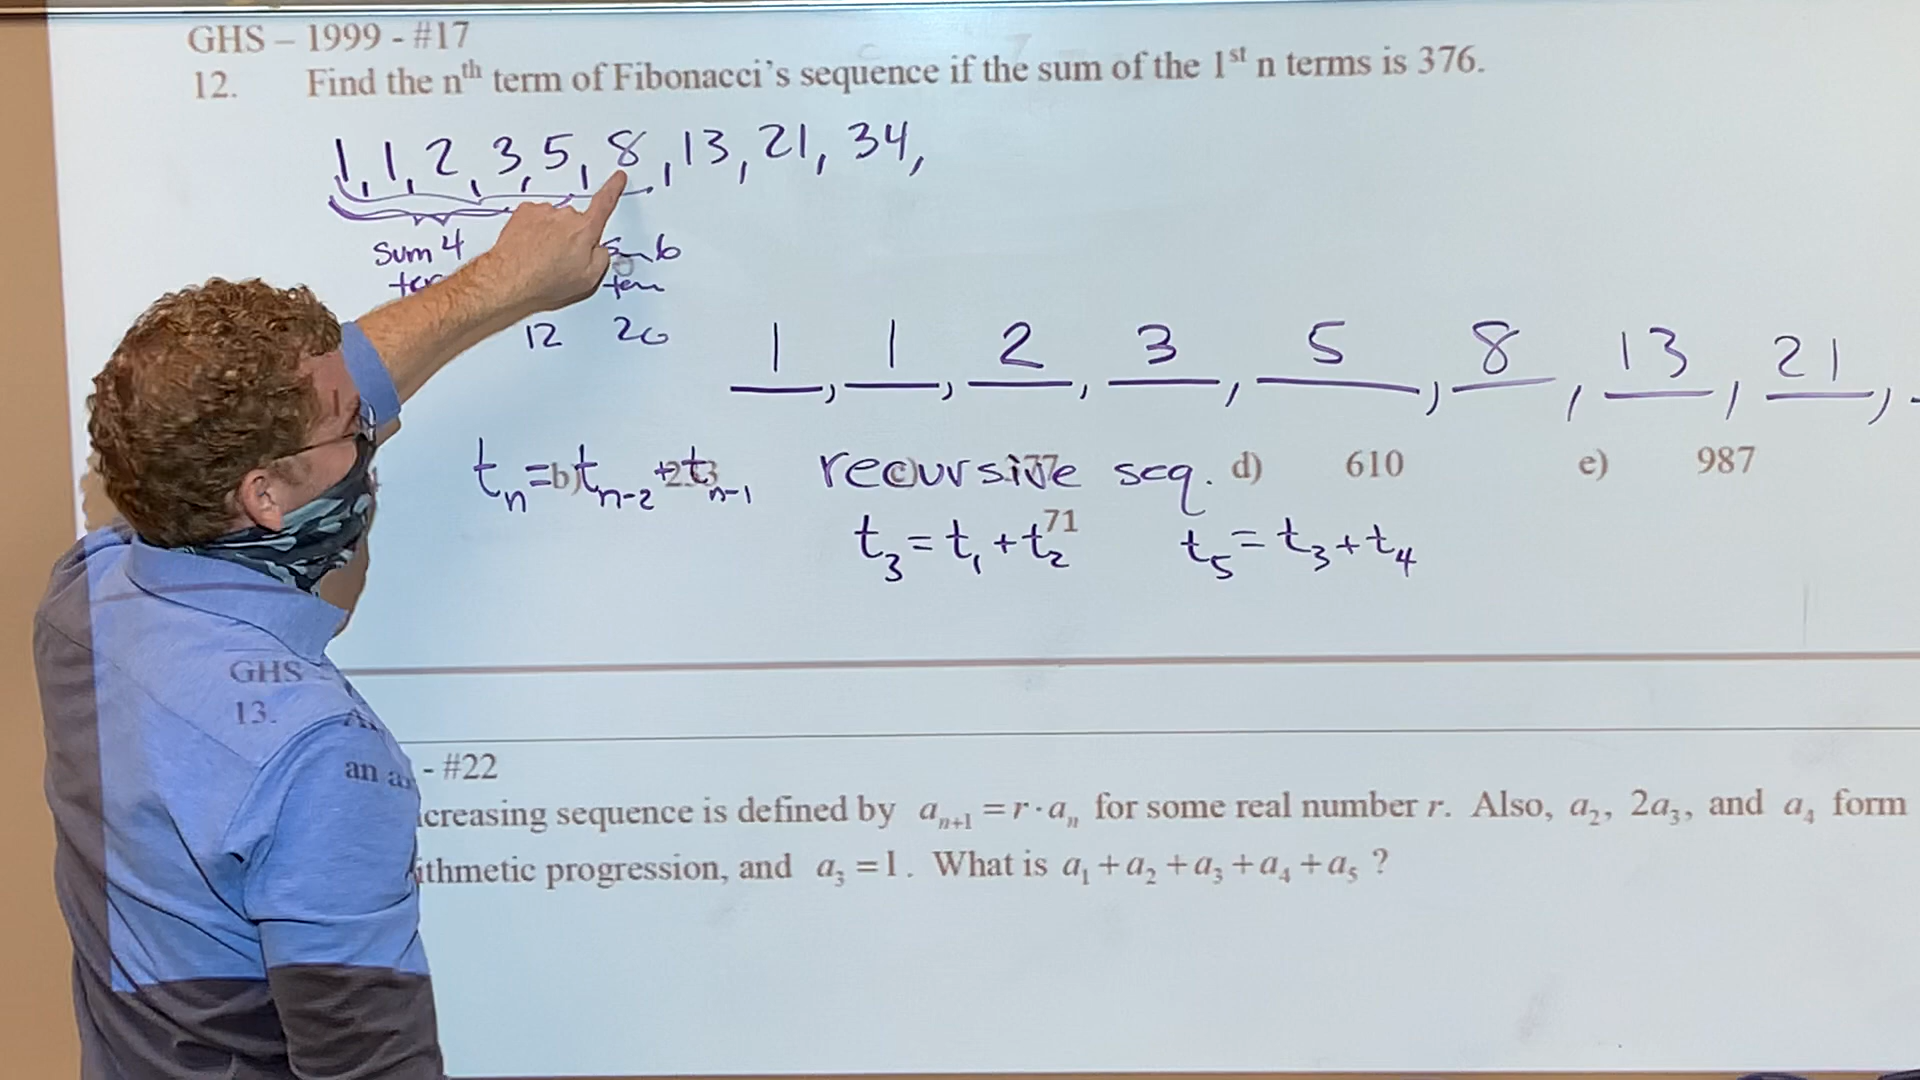 GHS – 1999 - #17
12. Find the nth term of Fibonacci's sequence if the sum of the 1st n terms is 376.
1, 1, 2, 3, 5, 8, 13, 21, 34,
Sum 4 6
12 20
1, 1, 2, 3, 5, 8, 13, 21,
tₙ = tₙ₋₂ + tₙ₋₁ recursive seq. d) 610 e) 987
b)
71
t₃ = t₁ + t₂ t₅ = t₃ + t₄
GHS
13.
an - #22
creasing sequence is defined by aₙ₊₁ = r · aₙ for some real number r. Also, a₂, 2a₃, and a₄ form
ithmetic progression, and a₃ = 1. What is a₁ + a₂ + a₃ + a₄ + a₅ ?